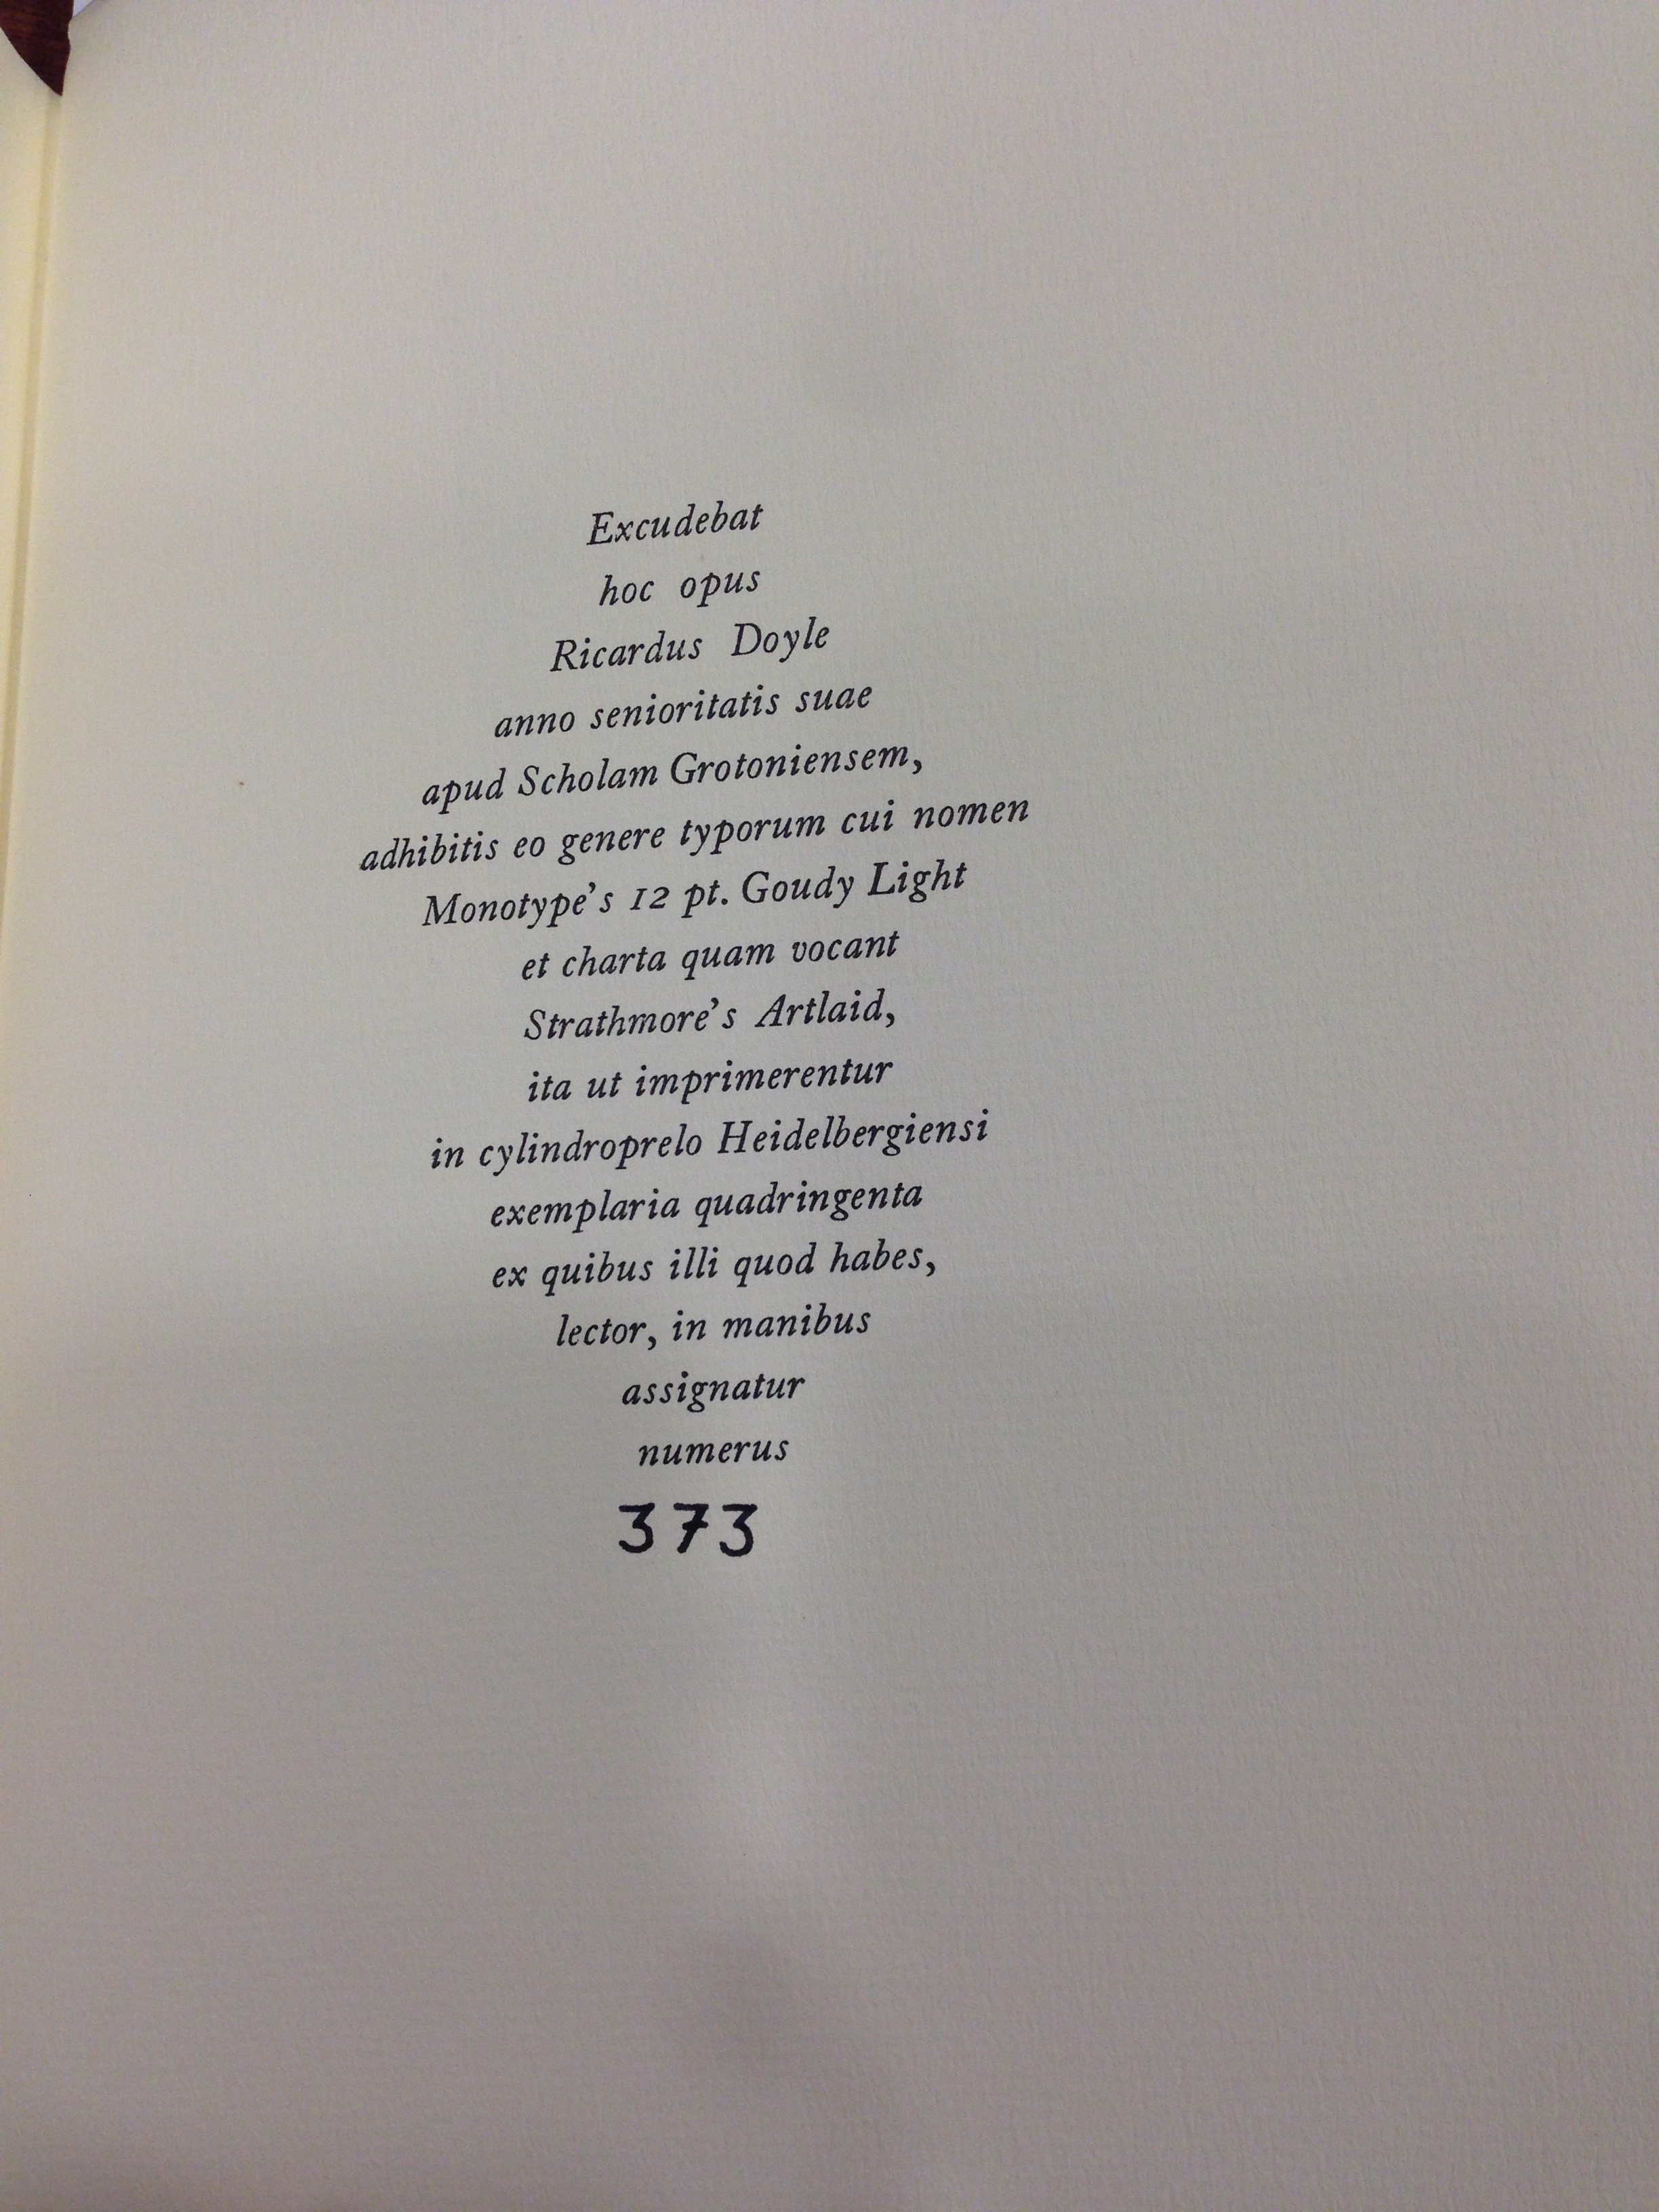 Excudebat
hoc opus
Ricardus Doyle
anno senioritatis suae
apud Scholam Grotoniensem,
adhibitis eo genere typorum cui nomen
Monotype's 12 pt. Goudy Light
et charta quam vocant
Strathmore's Artlaid,
ita ut imprimerentur
in cylindroprelo Heidelbergiensi
exemplaria quadringenta
ex quibus illi quod habes,
lector, in manibus
assignatur
numerus
373